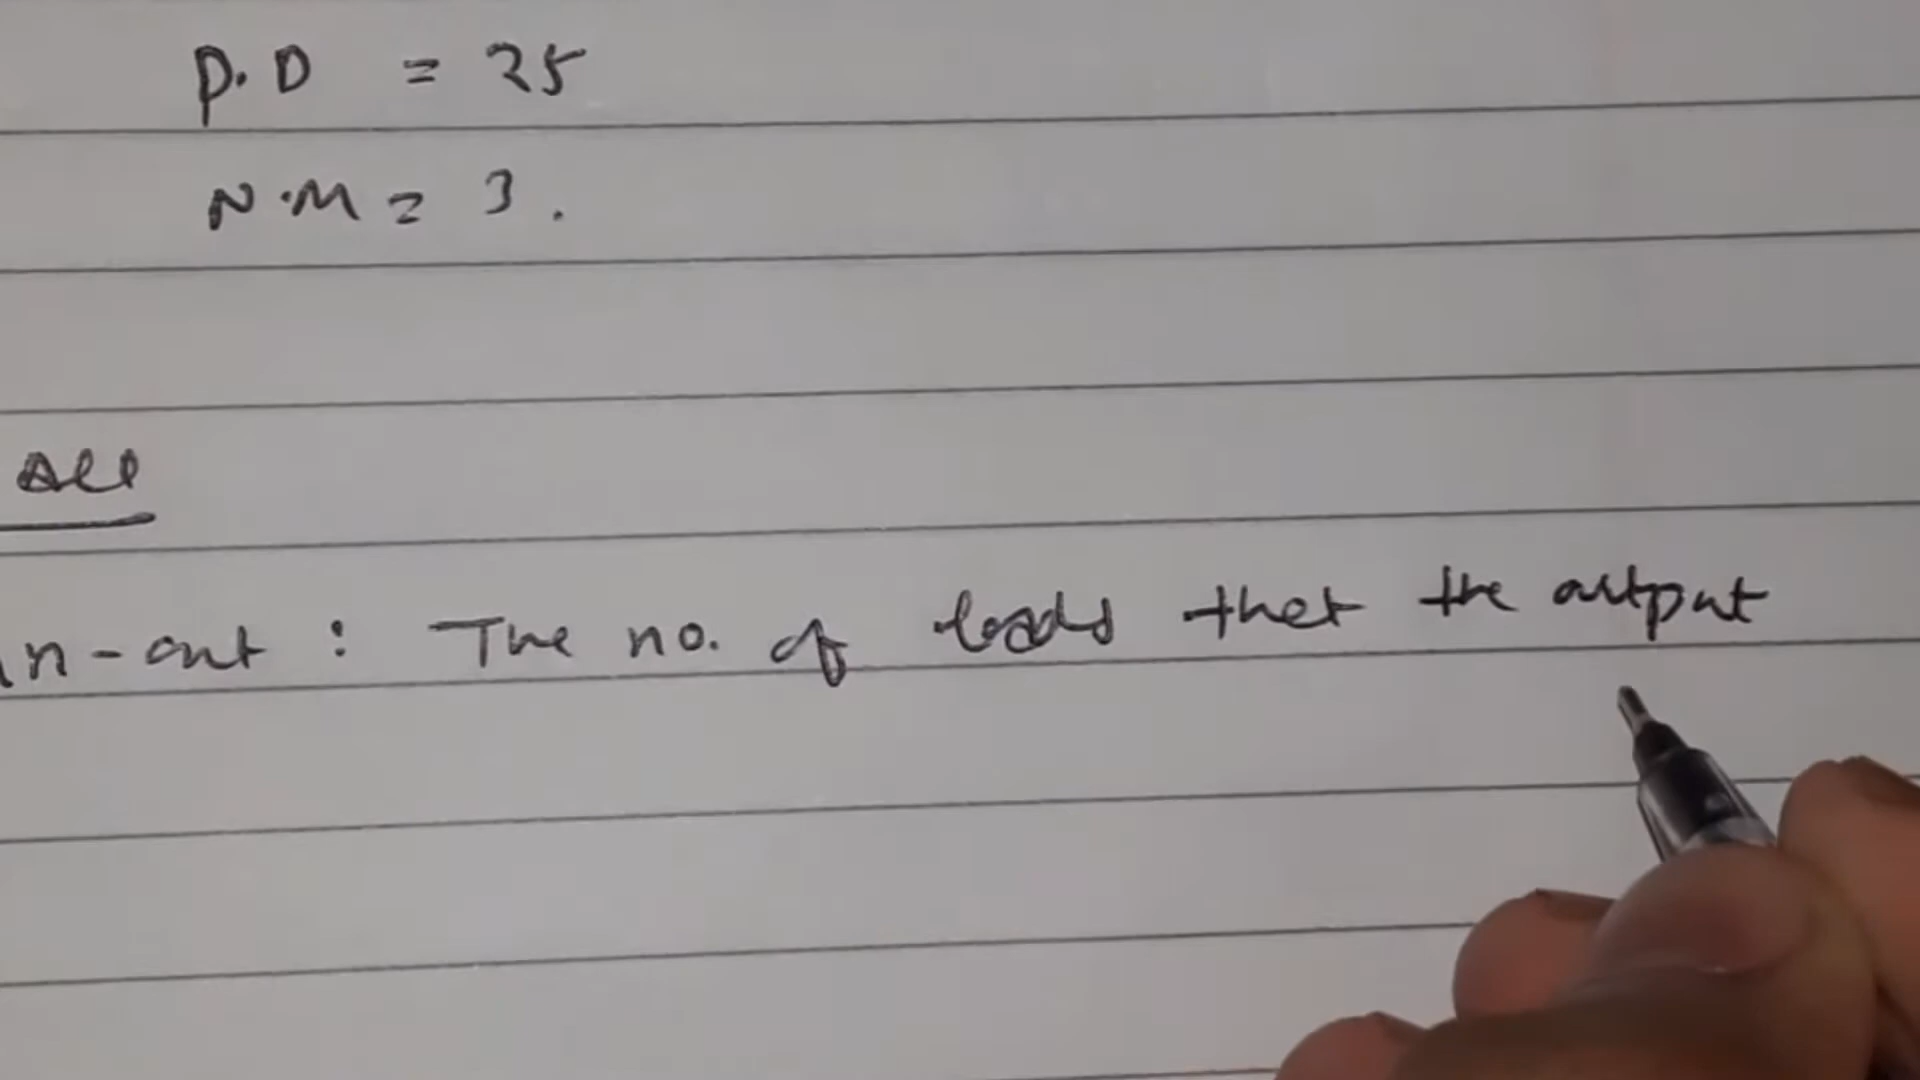 P.D = 25
N.M = 3.
n-out : The no. of loads that the output